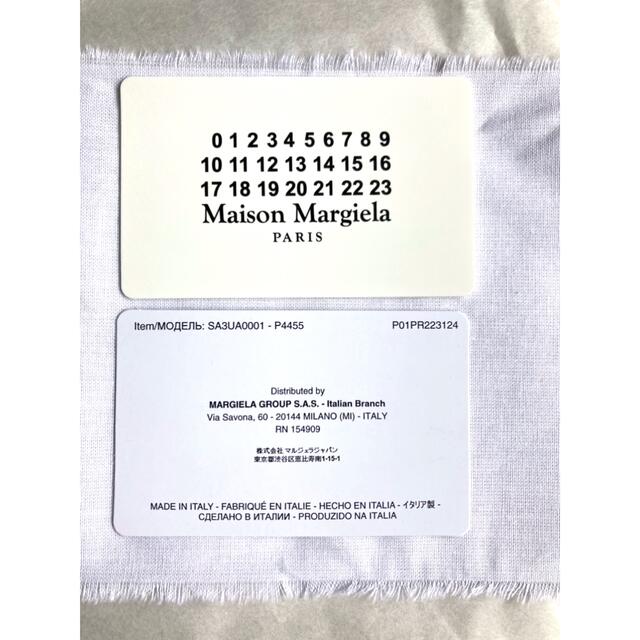 0 1 2 3 4 5 6 7 8 9
10 11 12 13 14 15 16
17 18 19 20 21 22 23
Maison Margiela
PARIS
Item/МОДЕЛЬ: SA3UA0001 - P4455 P01PR223124
Distributed by
MARGIELA GROUP S.A.S. - Italian Branch
Via Savona, 60 - 20144 MILANO (MI) - ITALY
RN 154909
株式会社 マルジェラジャパン
東京都渋谷区恵比寿南1-15-1
MADE IN ITALY - FABRIQUÉ EN ITALIE - HECHO EN ITALIA - イタリア製 -
СДЕЛАНО В ИТАЛИИ - PRODUZIDO NA ITALIA